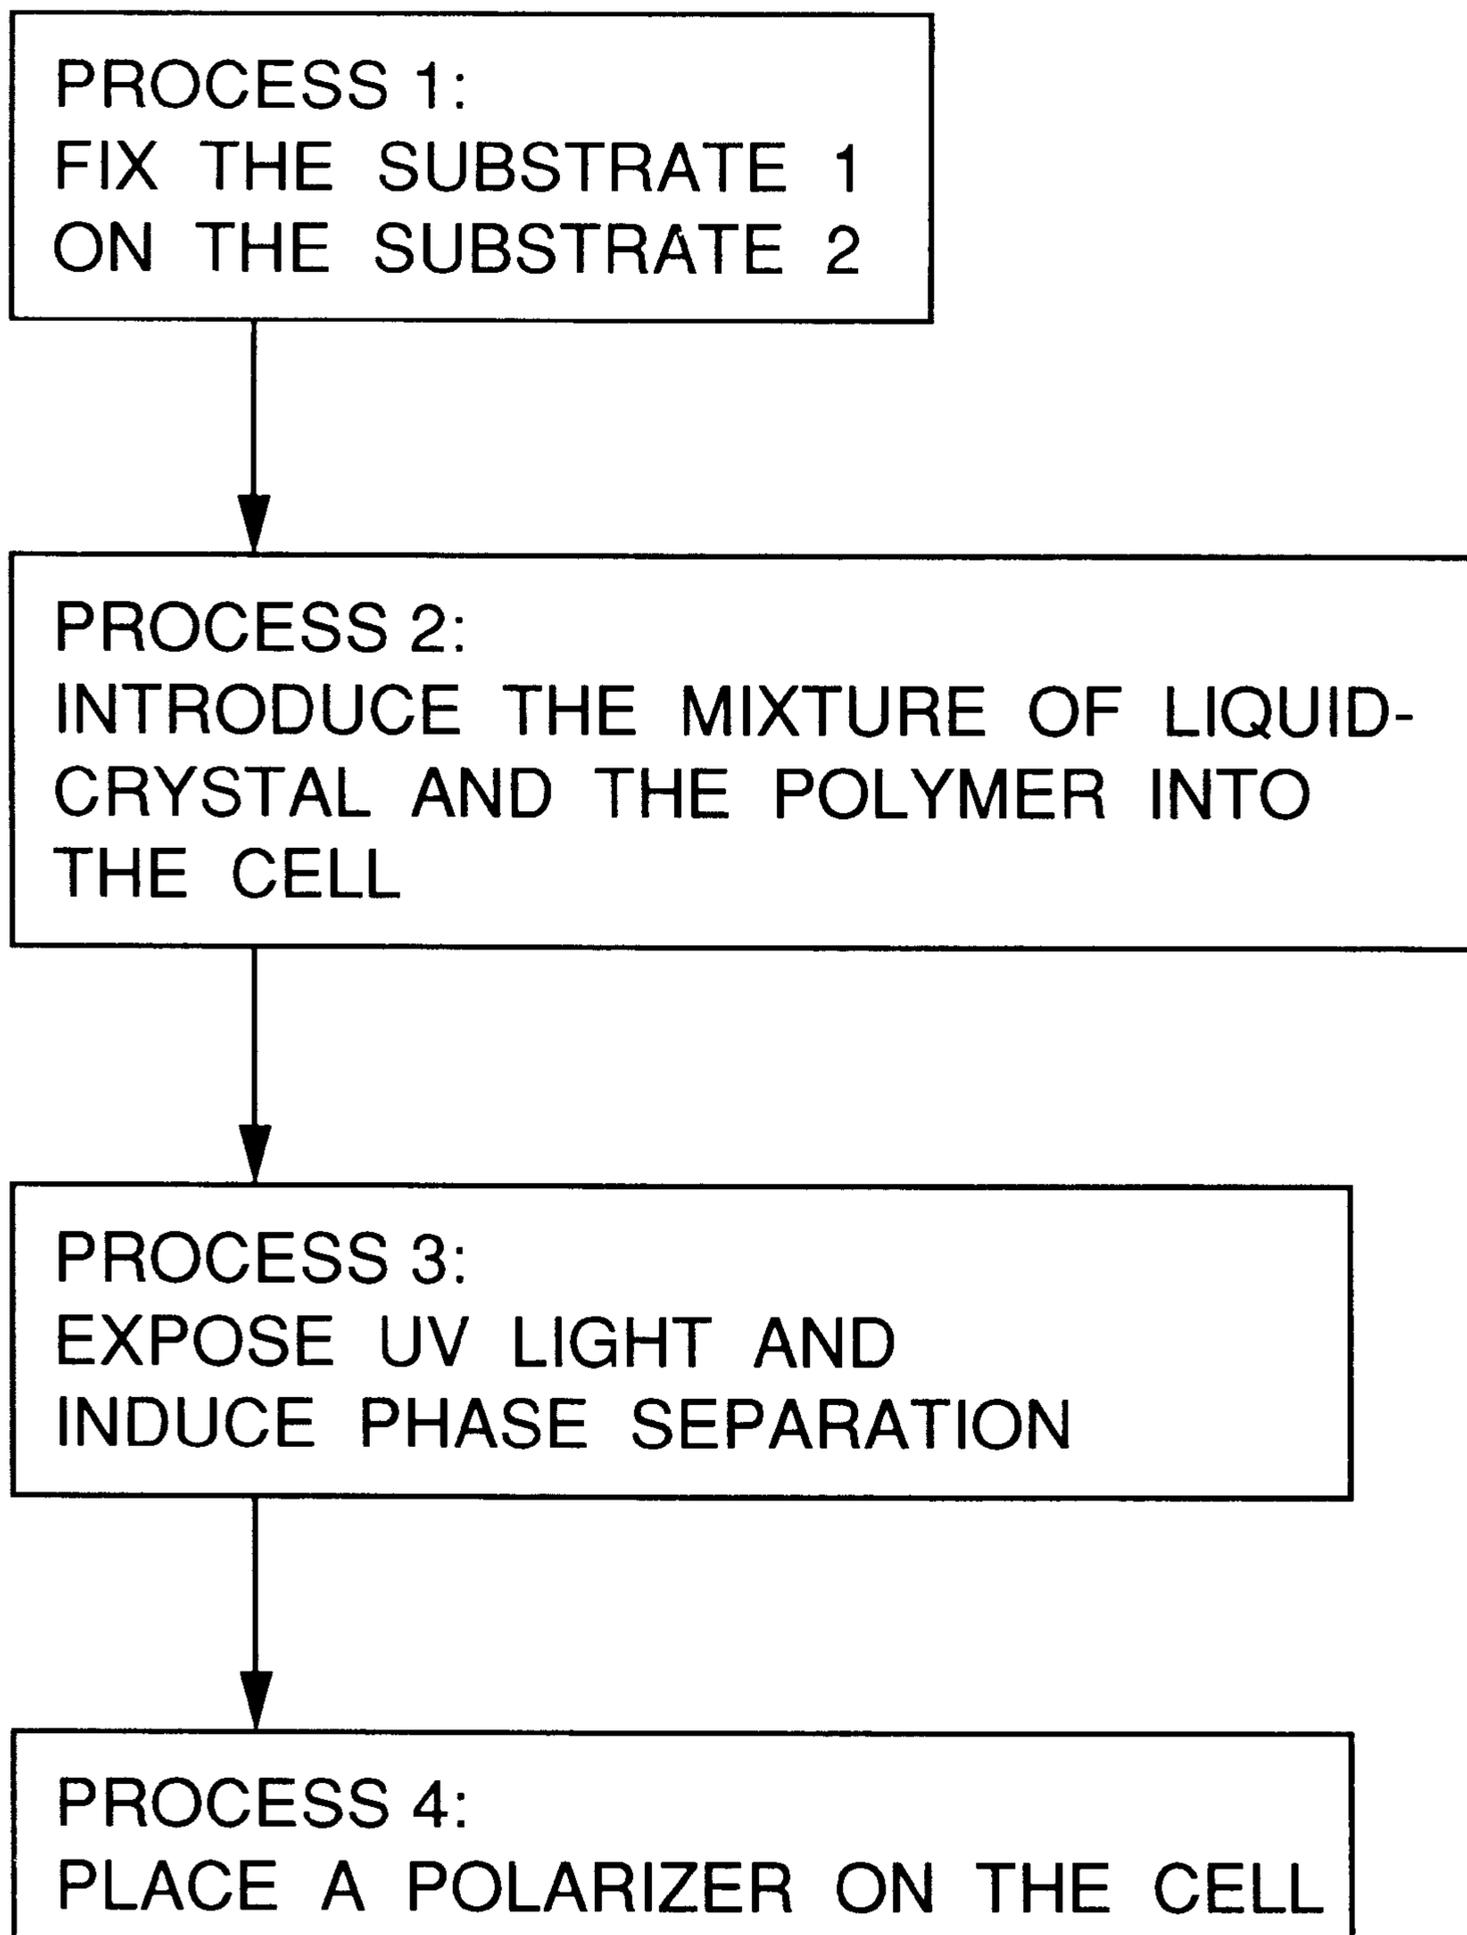 PROCESS 1:
FIX THE SUBSTRATE 1
ON THE SUBSTRATE 2
PROCESS 2:
INTRODUCE THE MIXTURE OF LIQUID-
CRYSTAL AND THE POLYMER INTO
THE CELL
PROCESS 3:
EXPOSE UV LIGHT AND
INDUCE PHASE SEPARATION
PROCESS 4:
PLACE A POLARIZER ON THE CELL